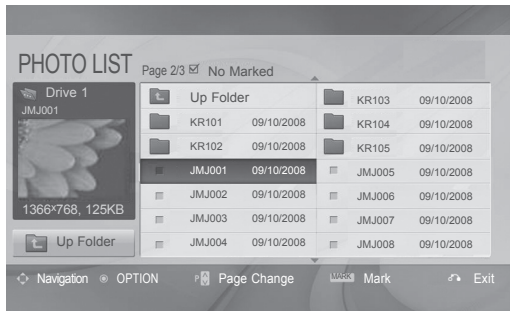 PHOTO LIST
Page 2/3 No Marked
Drive 1
JMJ001
1366x768, 125KB
Up Folder
Up Folder
KR101 09/10/2008
KR102 09/10/2008
JMJ001 09/10/2008
JMJ002 09/10/2008
JMJ003 09/10/2008
JMJ004 09/10/2008
KR103 09/10/2008
KR104 09/10/2008
KR105 09/10/2008
JMJ005 09/10/2008
JMJ006 09/10/2008
JMJ007 09/10/2008
JMJ008 09/10/2008
Navigation OPTION P Page Change MARK Mark Exit